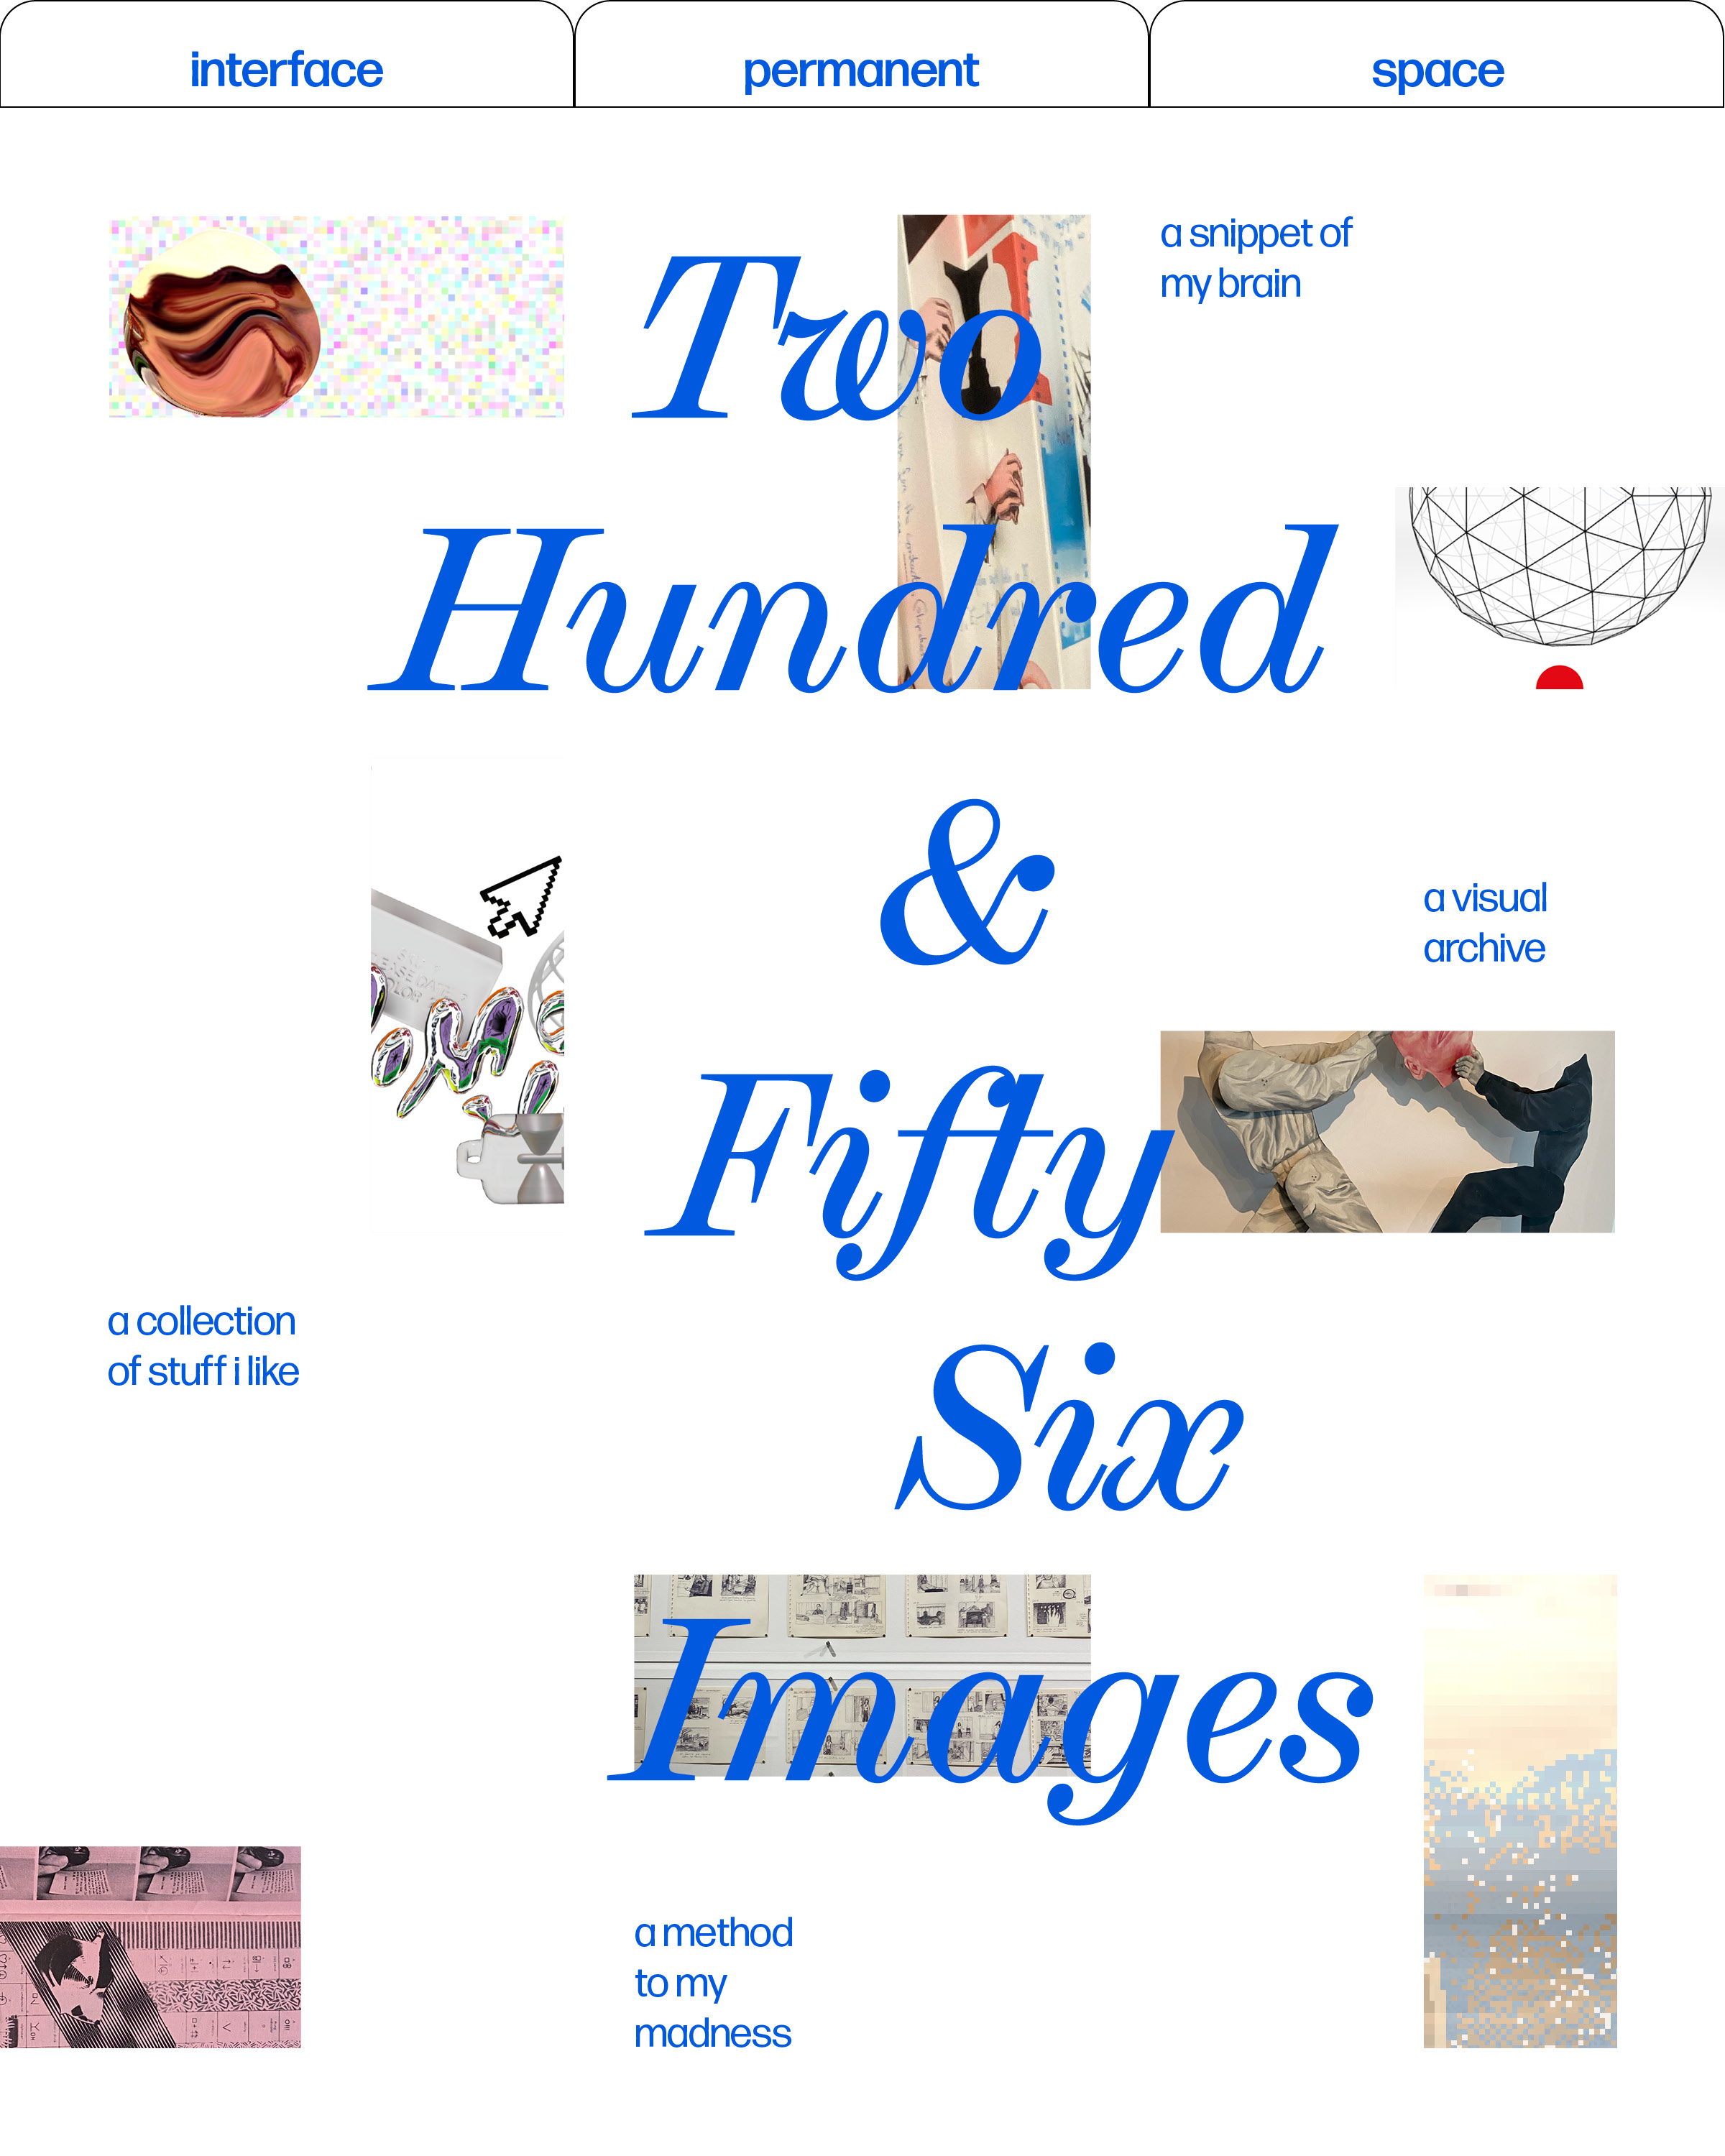 interface
permanent
space
a snippet of
my brain
Two
Hundred
&
a visual
archive
Fifty
a collection
of stuff i like
Six
Images
a method
to my
madness